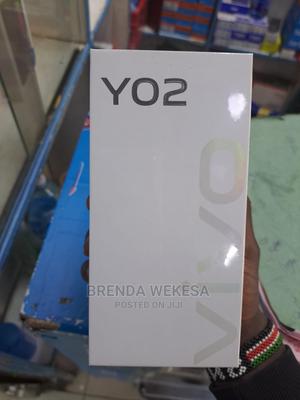 Y02
vivo
BRENDA WEKESA
POSTED ON JIJI